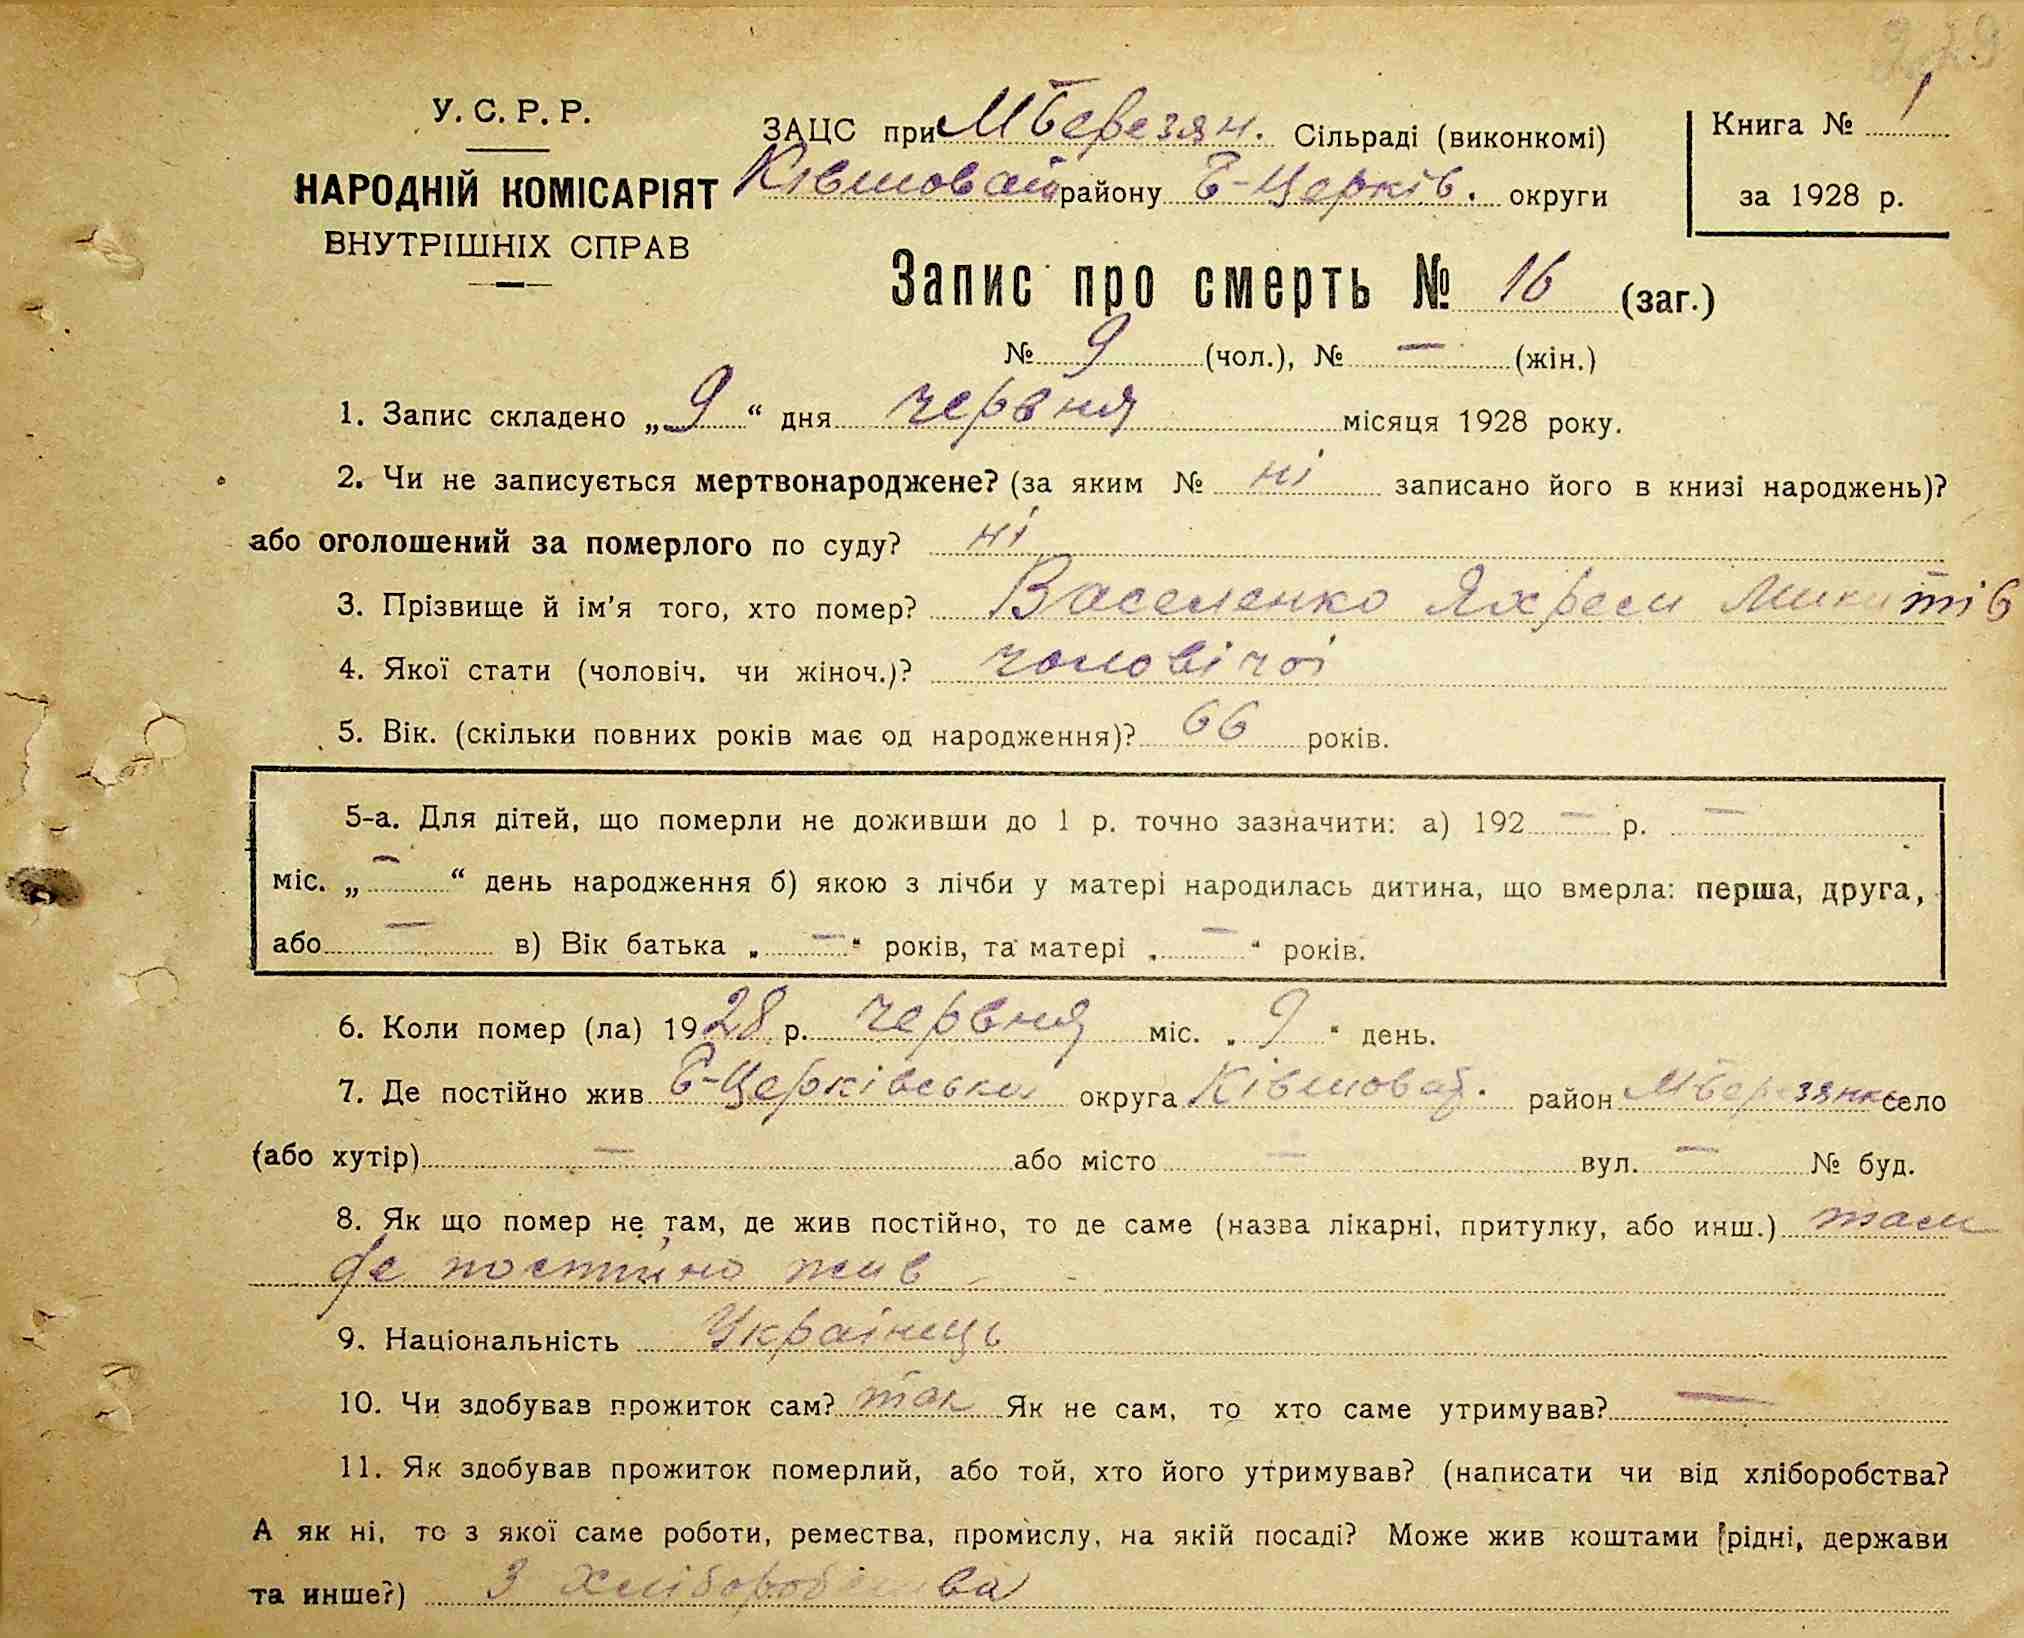 У. С. Р. Р.
НАРОДНІЙ КОМІСАРІЯТ
ВНУТРІШНІХ СПРАВ
ЗАЦС при МБерезян. Сільраді (виконкомі)
Ківшоват району Б-Церків. округи
Книга № 1
за 1928 р.
Запис про смерть № 16 (заг.)
№ 9 (чол.), № — (жін.)
1. Запис складено „9“ дня червня місяця 1928 року.
2. Чи не записується мертвонароджене? (за яким № ні записано його в книзі народжень)?
або оголошений за померлого по суду? ні
3. Прізвище й ім'я того, хто помер? Василенко Яхрем Микитів
4. Якої стати (чоловіч. чи жіноч.)? чоловічої
5. Вік. (скільки повних років має од народження)? 66 років.
5-а. Для дітей, що померли не доживши до 1 р. точно зазначити: а) 192 — р. —
міс. „—“ день народження б) якою з лічби у матері народилась дитина, що вмерла: перша, друга,
або — в) Вік батька „—“ років, та матері „—“ років.
6. Коли помер (ла) 1928 р. червня міс. „9“ день.
7. Де постійно жив Б-Церківська округа Ківшоват. район МБерезянка село
(або хутір) — або місто — вул. — № буд.
8. Як що помер не там, де жив постійно, то де саме (назва лікарні, притулку, або инш.) там
де постійно жив
9. Національність Українець
10. Чи здобував прожиток сам? так Як не сам, то хто саме утримував? —
11. Як здобував прожиток померлий, або той, хто його утримував? (написати чи від хліборобства?
А як ні, то з якої саме роботи, ремества, промислу, на якій посаді? Може жив коштами рідні, держави
та инше?) З хліборобства